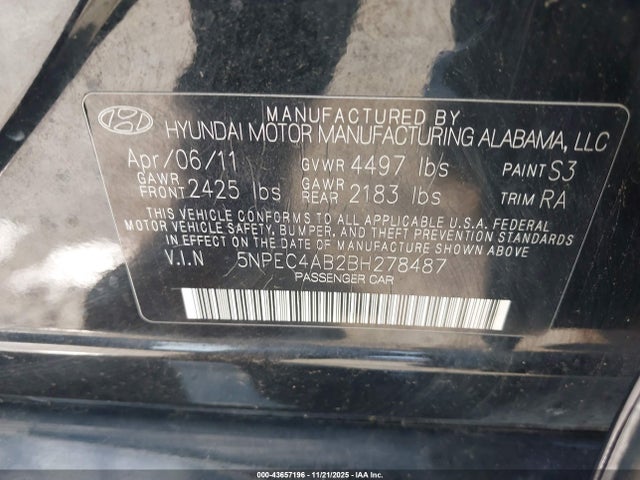 MANUFACTURED BY
HYUNDAI MOTOR MANUFACTURING ALABAMA, LLC
Apr/06/11 GVWR 4497 lbs PAINT S3
GAWR FRONT 2425 lbs GAWR REAR 2183 lbs TRIM RA
THIS VEHICLE CONFORMS TO ALL APPLICABLE U.S.A. FEDERAL
MOTOR VEHICLE SAFETY, BUMPER, AND THEFT PREVENTION STANDARDS
IN EFFECT ON THE DATE OF MANUFACTURE SHOWN ABOVE.
V.I.N 5NPEC4AB2BH278487
PASSENGER CAR
000-43657196 - 11/21/2025 - IAA Inc.